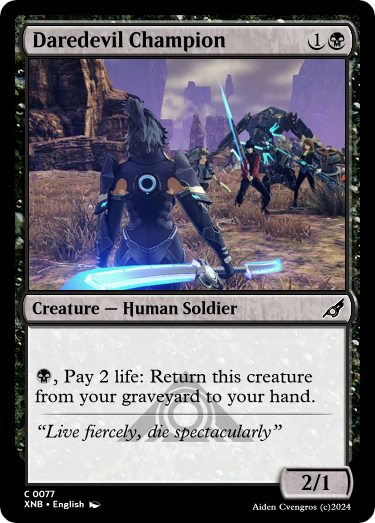 Daredevil Champion 1
Creature — Human Soldier
, Pay 2 life: Return this creature
from your graveyard to your hand.
“Live fiercely, die spectacularly”
2/1
C 0077
XNB • English
Aiden Cvengros (c)2024